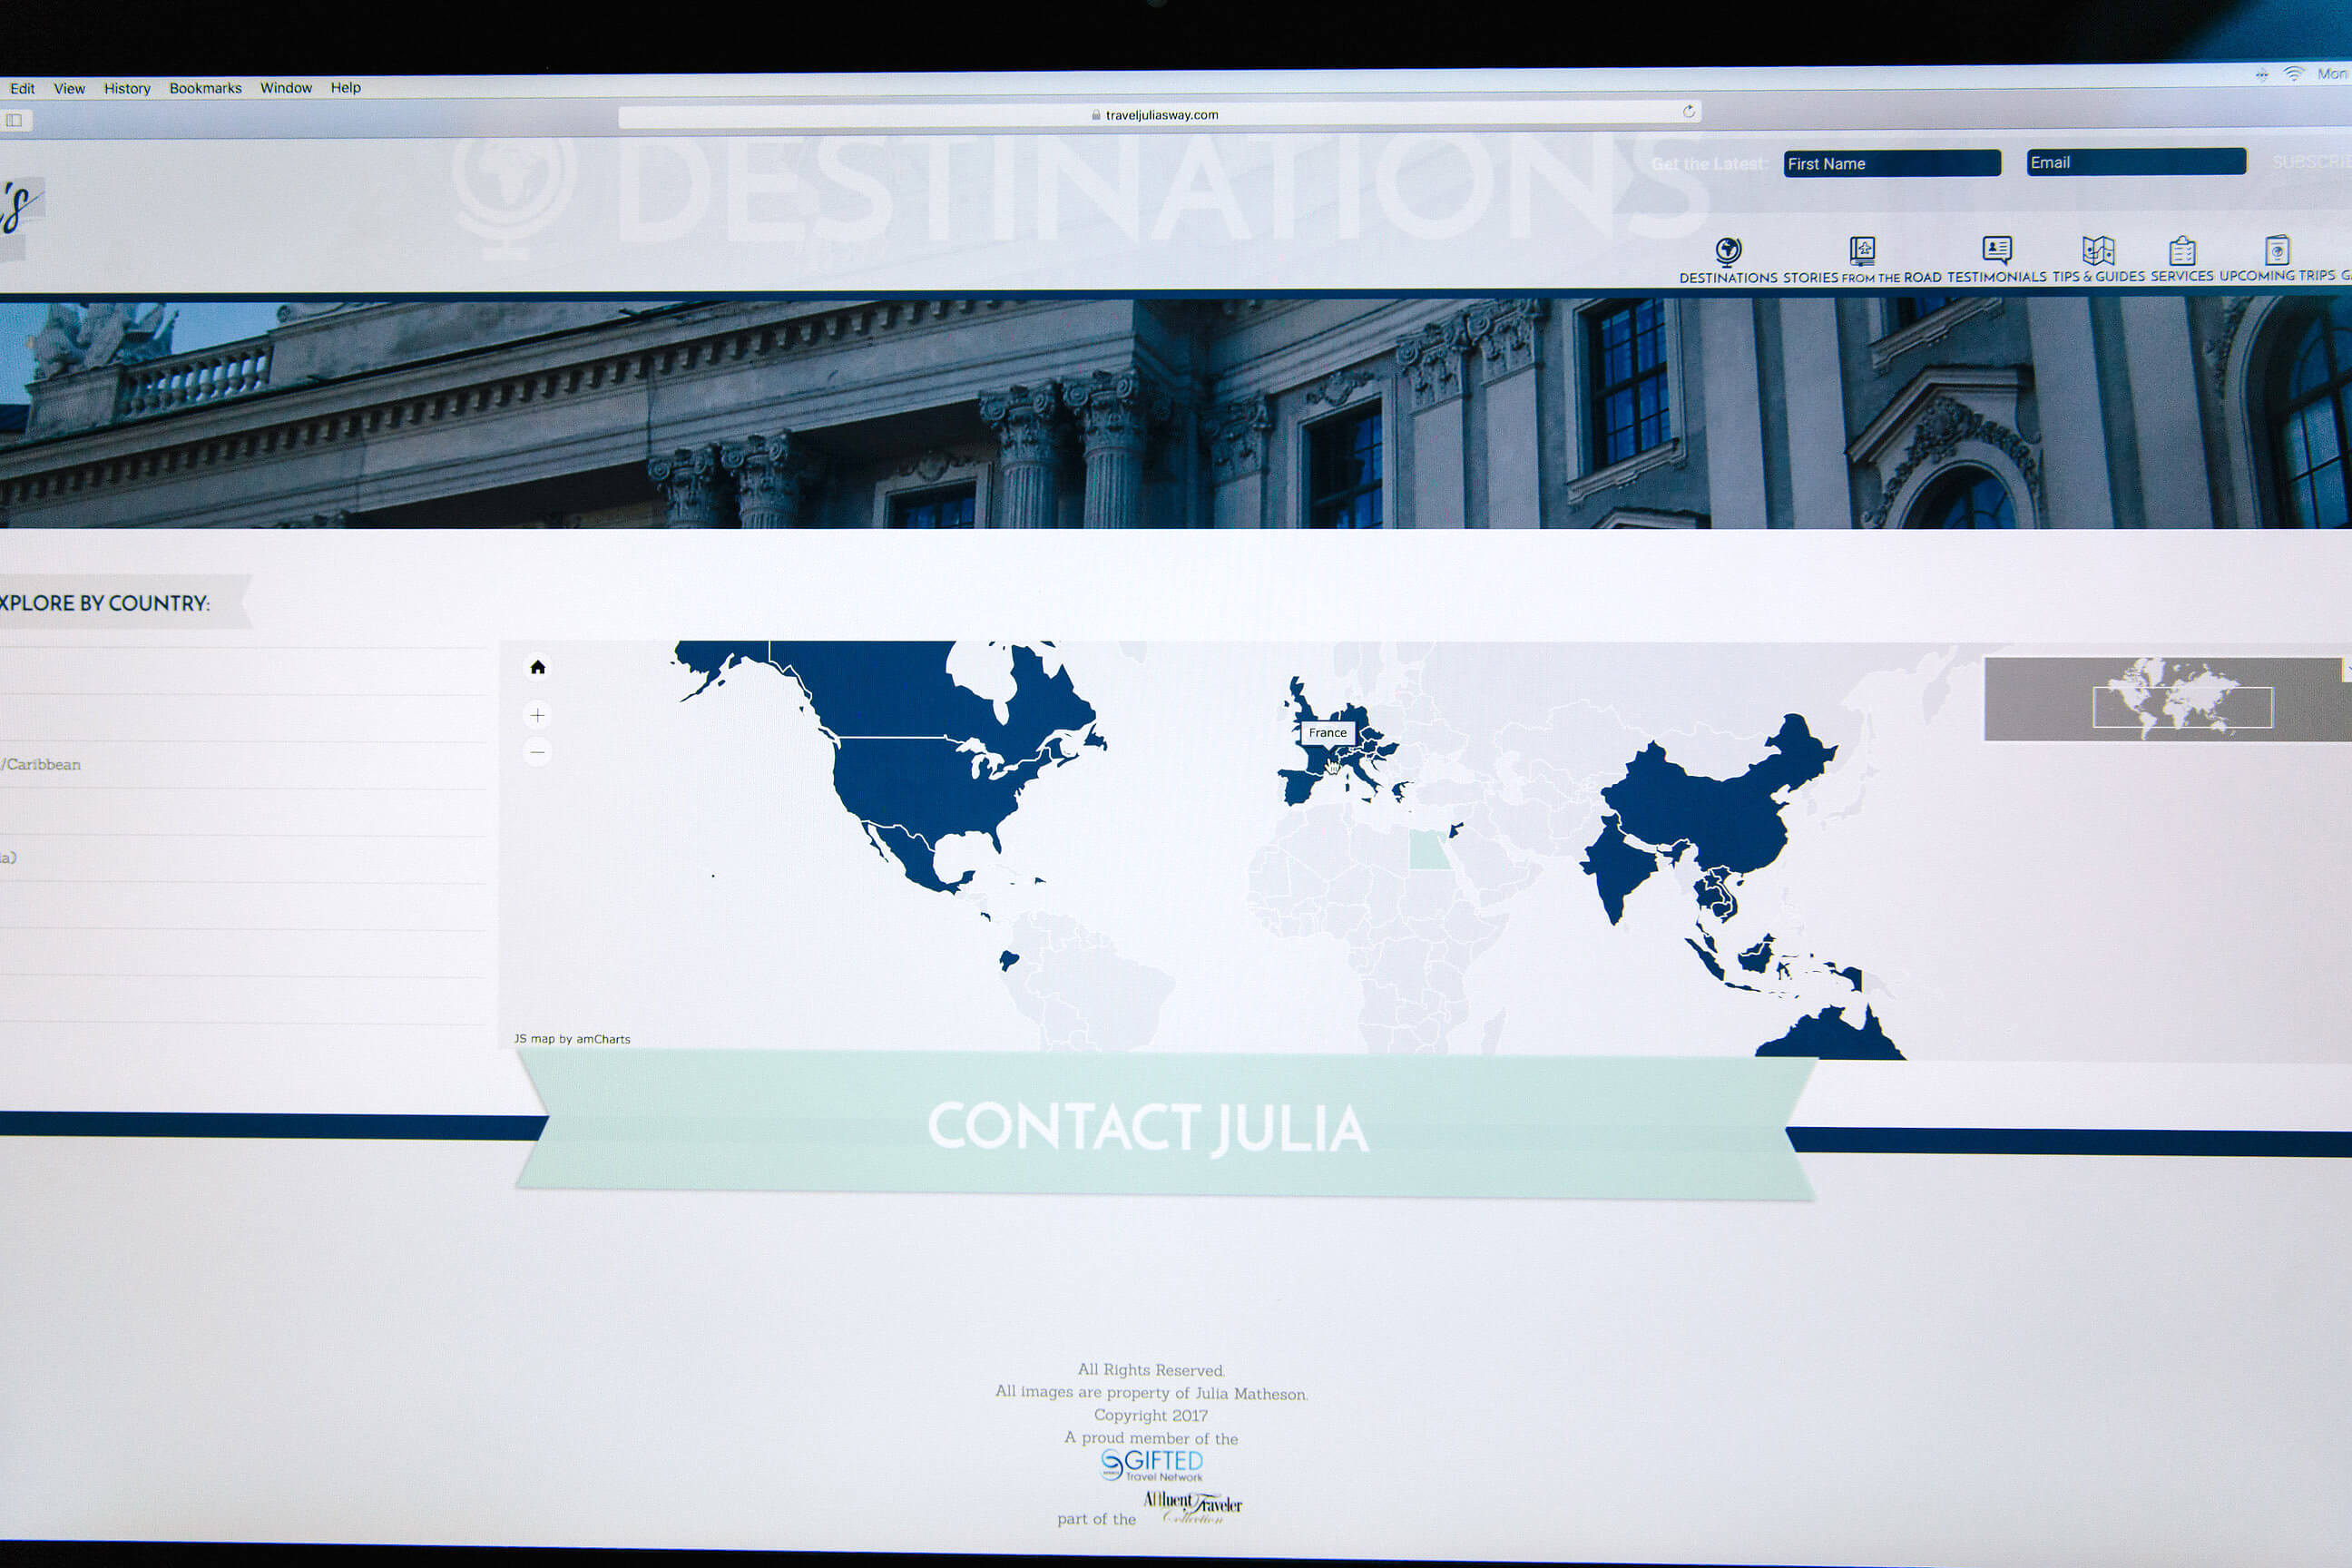 Edit View History Bookmarks Window Help
Mon
traveljuliasway.com
's
DESTINATIONS
Get the Latest: First Name Email SUBSCRI
DESTINATIONS STORIES FROM THE ROAD TESTIMONIALS TIPS & GUIDES SERVICES UPCOMING TRIPS G
XPLORE BY COUNTRY:
/Caribbean
ia)
France
JS map by amCharts
CONTACT JULIA
All Rights Reserved.
All images are property of Julia Matheson.
Copyright 2017
A proud member of the
GIFTED
Travel Network
part of the Affluent Traveler
Collection